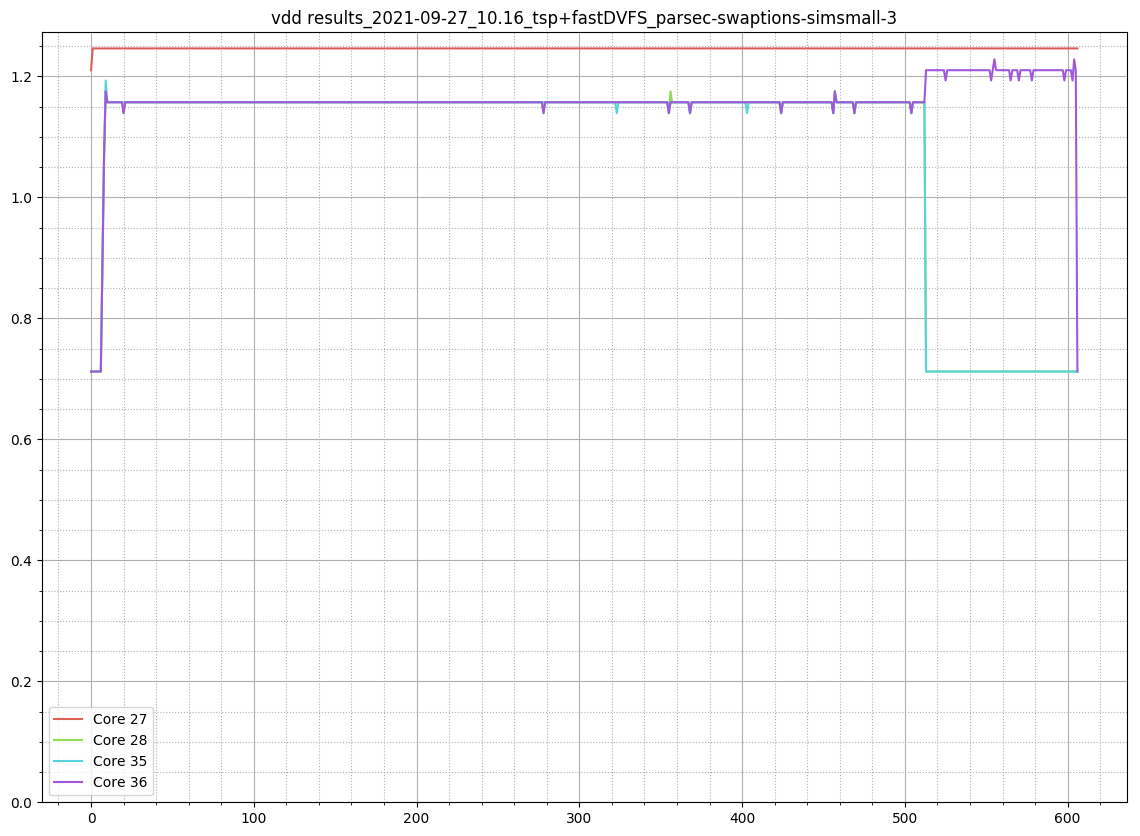 vdd results_2021-09-27_10.16_tsp+fastDVFS_parsec-swaptions-simsmall-3
1.2
1.0
0.8
0.6
0.4
0.2
0.0
Core 27
Core 28
Core 35
Core 36
0 100 200 300 400 500 600